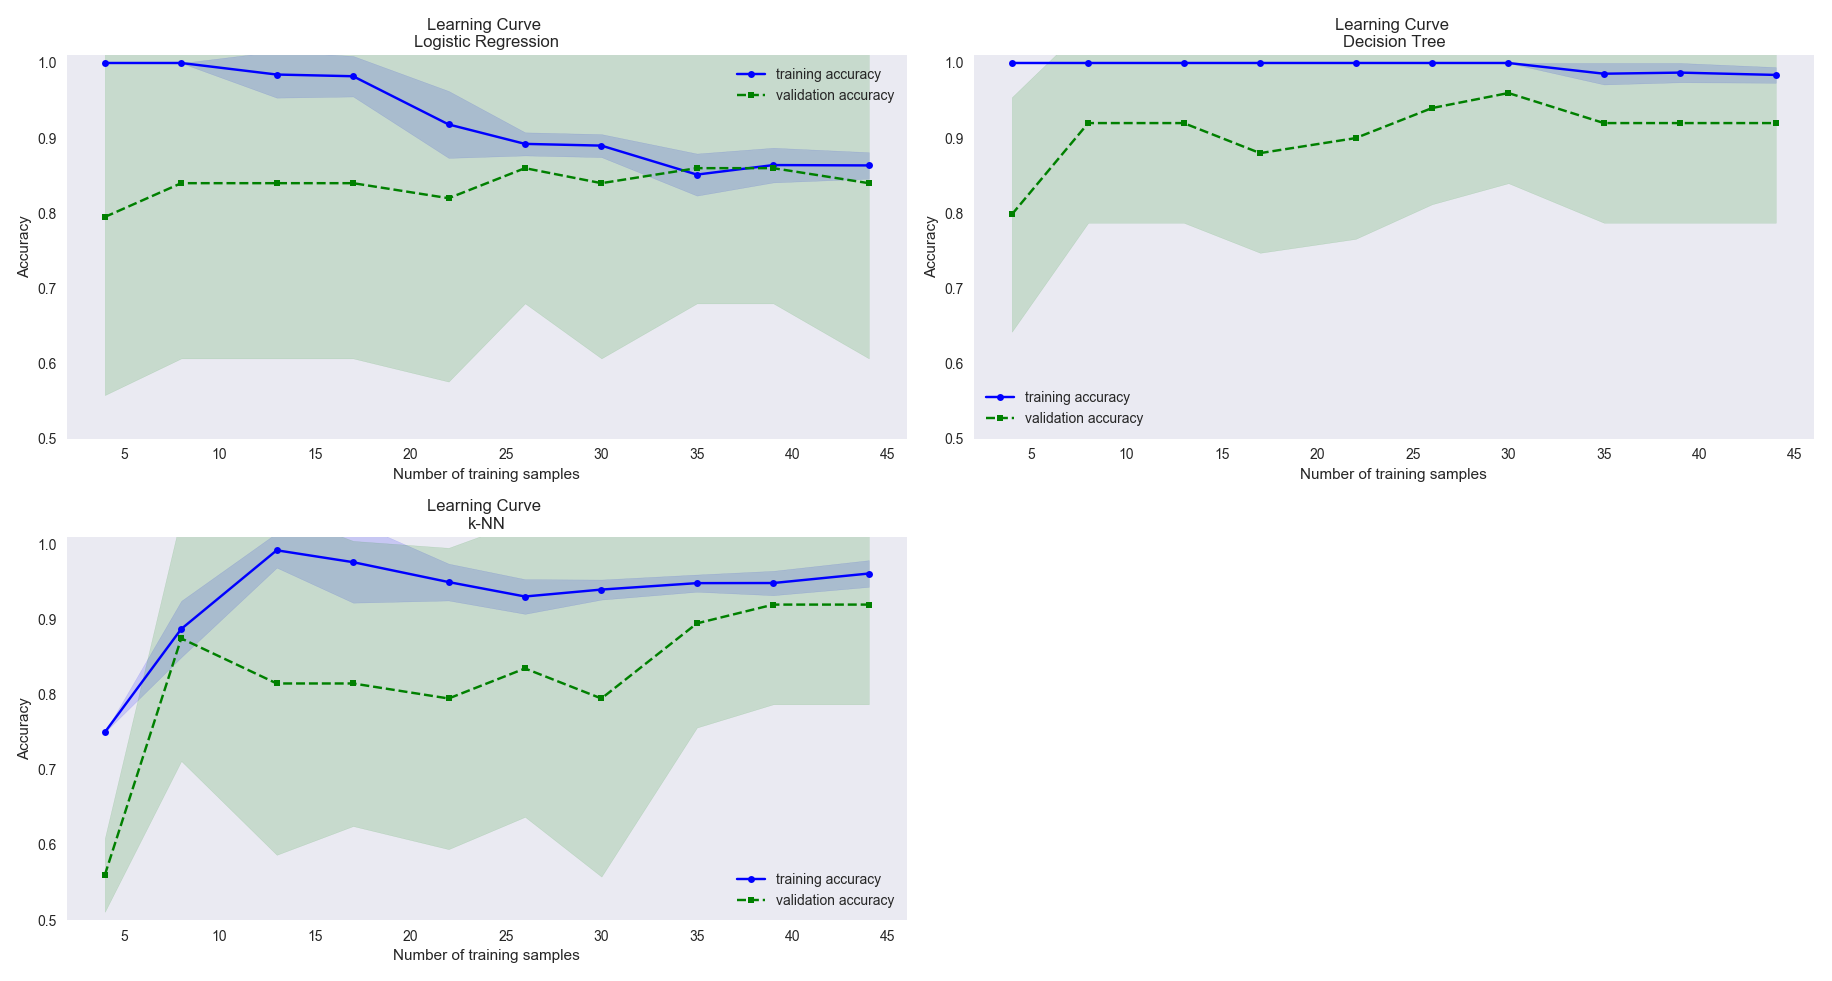 Learning Curve
Logistic Regression
1.0
0.9
0.8
0.7
0.6
0.5
Accuracy
training accuracy
validation accuracy
5 10 15 20 25 30 35 40 45
Number of training samples
Learning Curve
Decision Tree
1.0
0.9
0.8
0.7
0.6
0.5
Accuracy
training accuracy
validation accuracy
5 10 15 20 25 30 35 40 45
Number of training samples
Learning Curve
k-NN
1.0
0.9
0.8
0.7
0.6
0.5
Accuracy
training accuracy
validation accuracy
5 10 15 20 25 30 35 40 45
Number of training samples